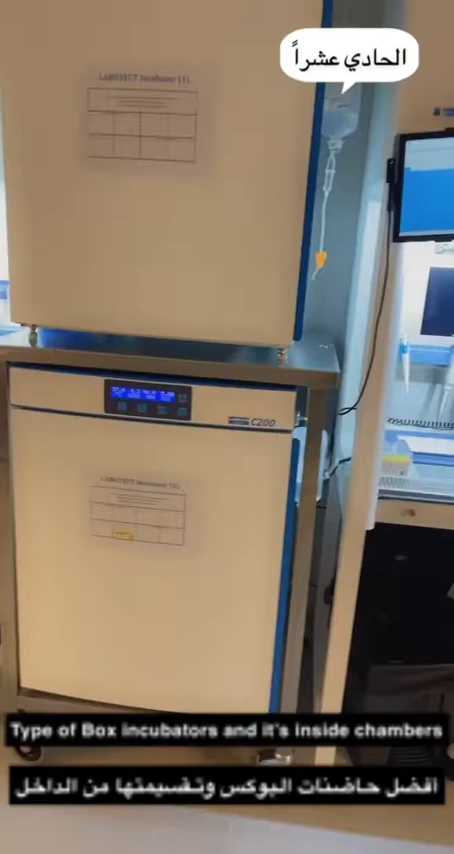 الحادي عشراً
LABOTECT Incubator (1)
C200
LABOTECT Incubator (2)
Type of Box incubators and it's inside chambers
افضل حاضنات البوكس وتقسيمتها من الداخل